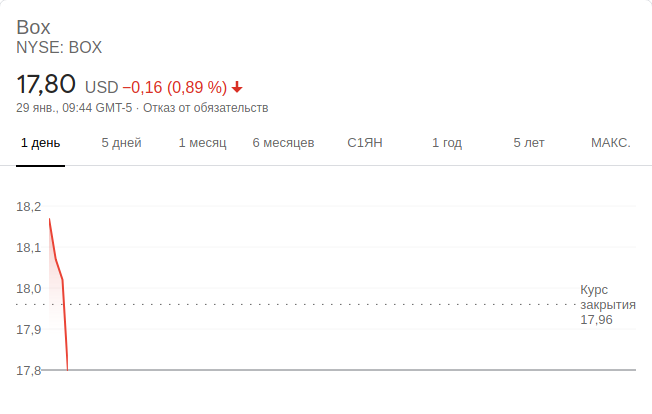 Box
NYSE: BOX
17,80 USD −0,16 (0,89 %)
29 янв., 09:44 GMT-5 · Отказ от обязательств
1 день 5 дней 1 месяц 6 месяцев С1ЯН 1 год 5 лет МАКС.
18,2
18,1
18,0
17,9
17,8
Курс
закрытия
17,96